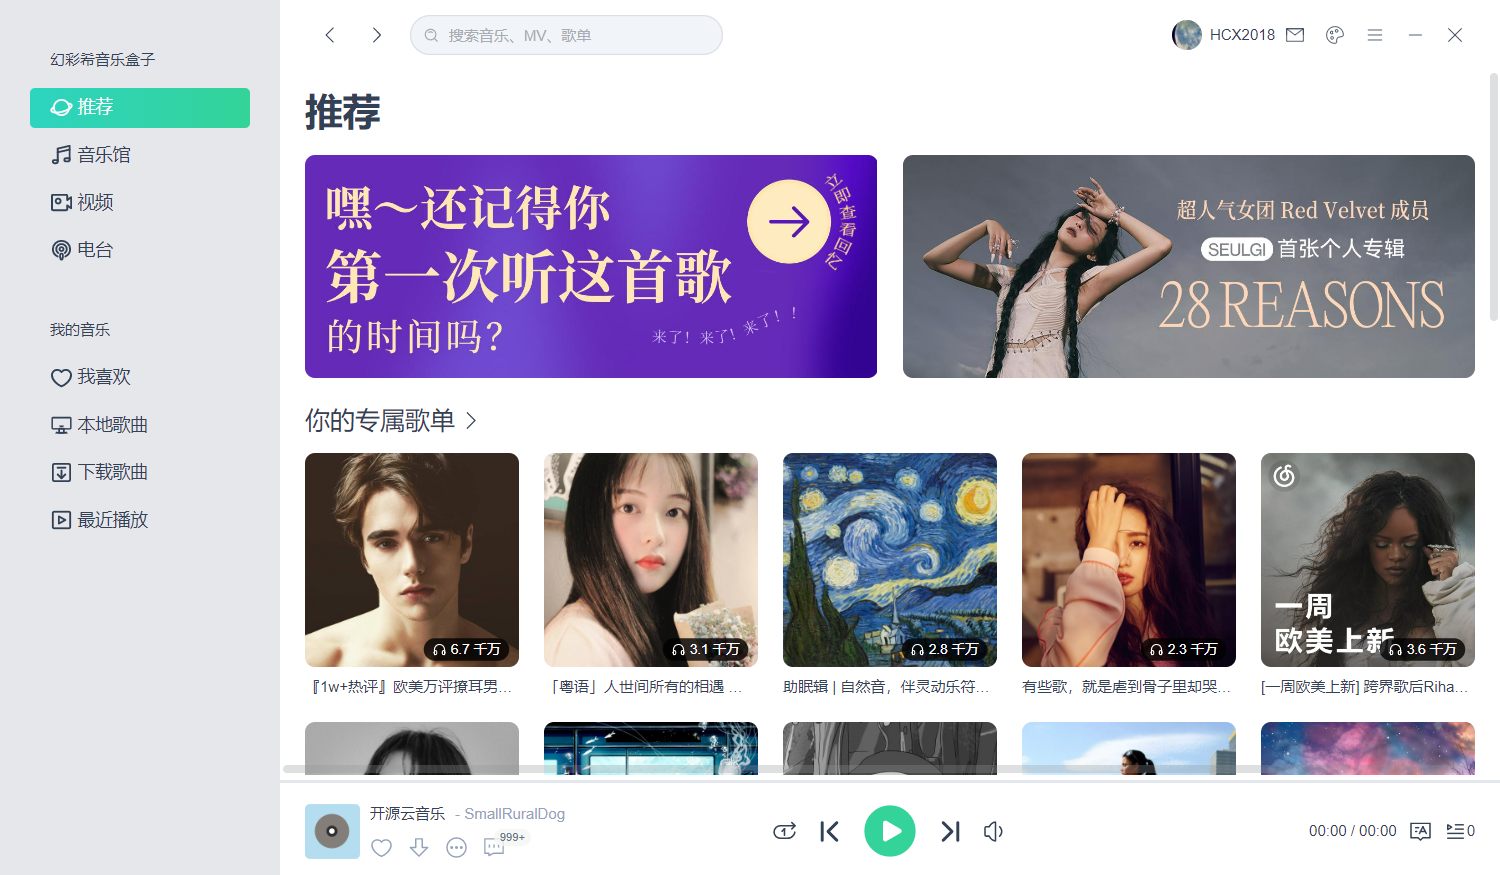 幻彩希音乐盒子
推荐
音乐馆
视频
电台
我的音乐
我喜欢
本地歌曲
下载歌曲
最近播放
搜索音乐、MV、歌单
HCX2018
推荐
嘿～还记得你
第一次听这首歌
的时间吗？
立即查看回忆
来了！来了！来了！！
超人气女团 Red Velvet 成员
SEULGI 首张个人专辑
28 REASONS
你的专属歌单
6.7 千万
3.1 千万
2.8 千万
2.3 千万
一周
欧美上新
3.6 千万
『1w+热评』欧美万评撩耳男...
「粤语」人世间所有的相遇 ...
助眠辑 | 自然音，伴灵动乐符...
有些歌，就是虐到骨子里却哭...
[一周欧美上新] 跨界歌后Riha...
开源云音乐 - SmallRuralDog
999+
1
00:00 / 00:00
0